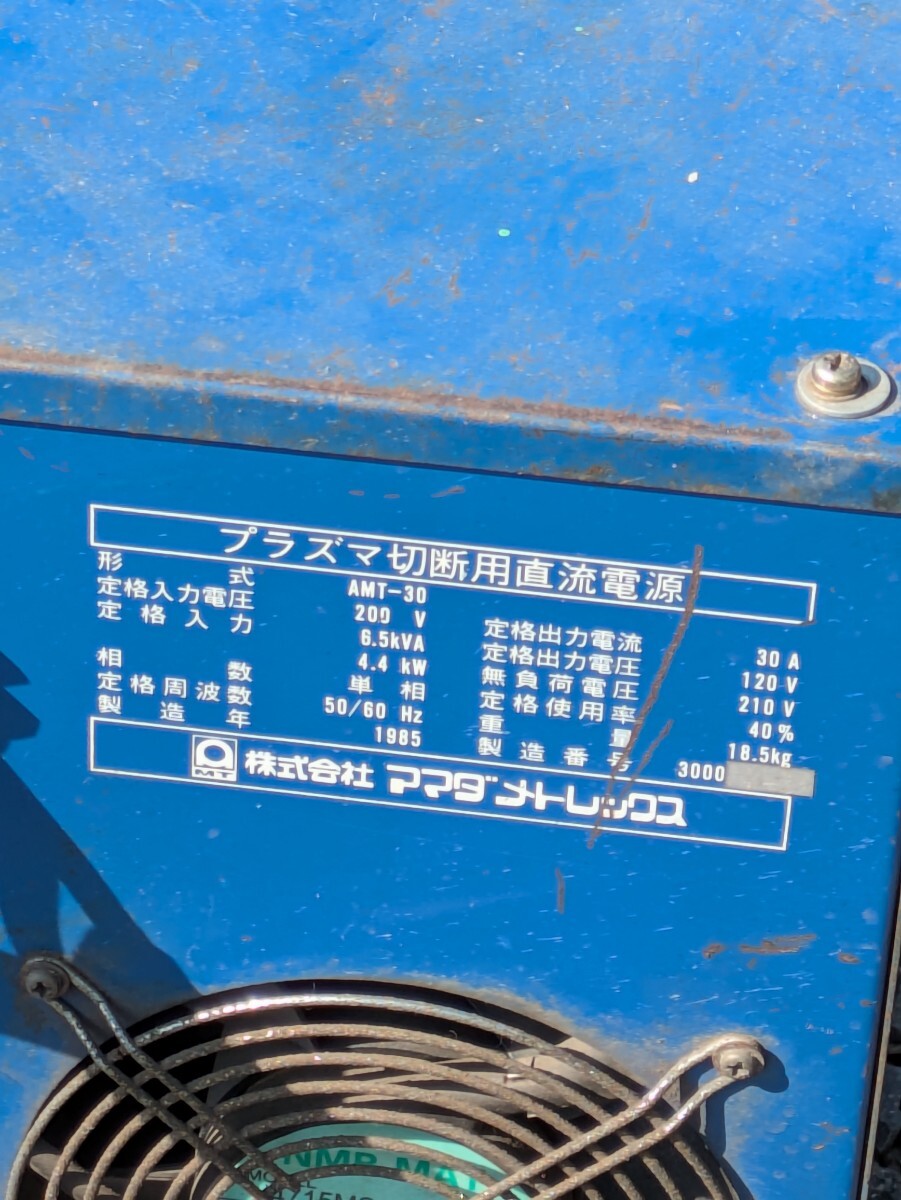 プラズマ切断用直流電源
形式 AMT-30
定格入力電圧 200 V
定格入力 6.5kVA
4.4 kW
相数 単相
定格周波数 50/60 Hz
製造年 1985
定格出力電流 30 A
定格出力電圧 120 V
無負荷電圧 210 V
定格使用率 40%
重量 18.5kg
製造番号 3000
MT 株式会社 アマダメトレックス
NMB-MAT
MODEL
4715MS